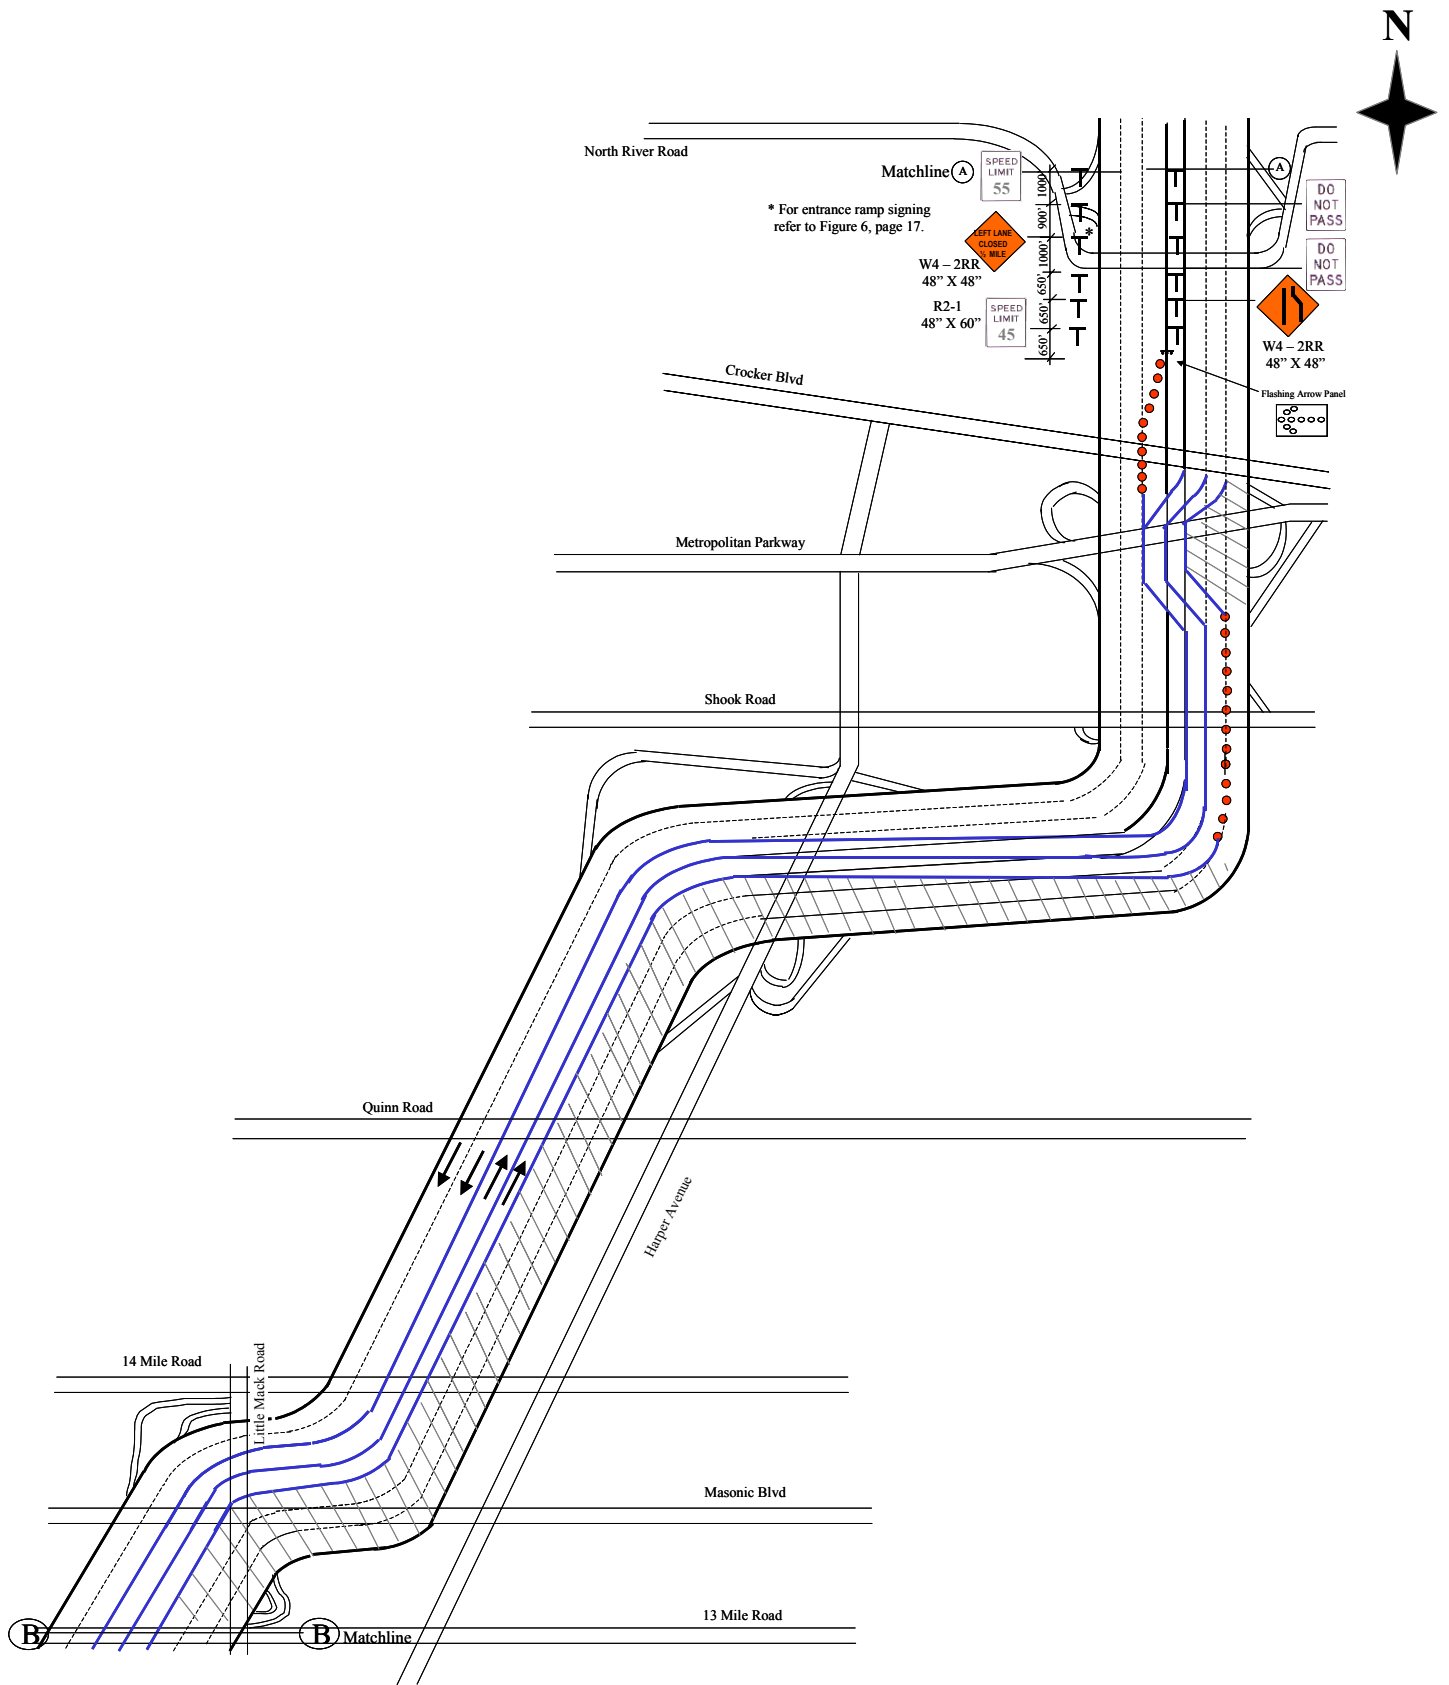 N
North River Road
Matchline
A
SPEED
LIMIT
55
A
1000'
DO
NOT
PASS
* For entrance ramp signing
refer to Figure 6, page 17.
900'
*
LEFT LANE
CLOSED
½ MILE
1000'
DO
NOT
PASS
W4 – 2RR
48” X 48”
650'
R2-1
48” X 60”
SPEED
LIMIT
45
650'
650'
W4 – 2RR
48” X 48”
Crocker Blvd
Flashing Arrow Panel
Metropolitan Parkway
Shook Road
Quinn Road
Harper Avenue
14 Mile Road
Little Mack Road
Masonic Blvd
13 Mile Road
B
B
Matchline